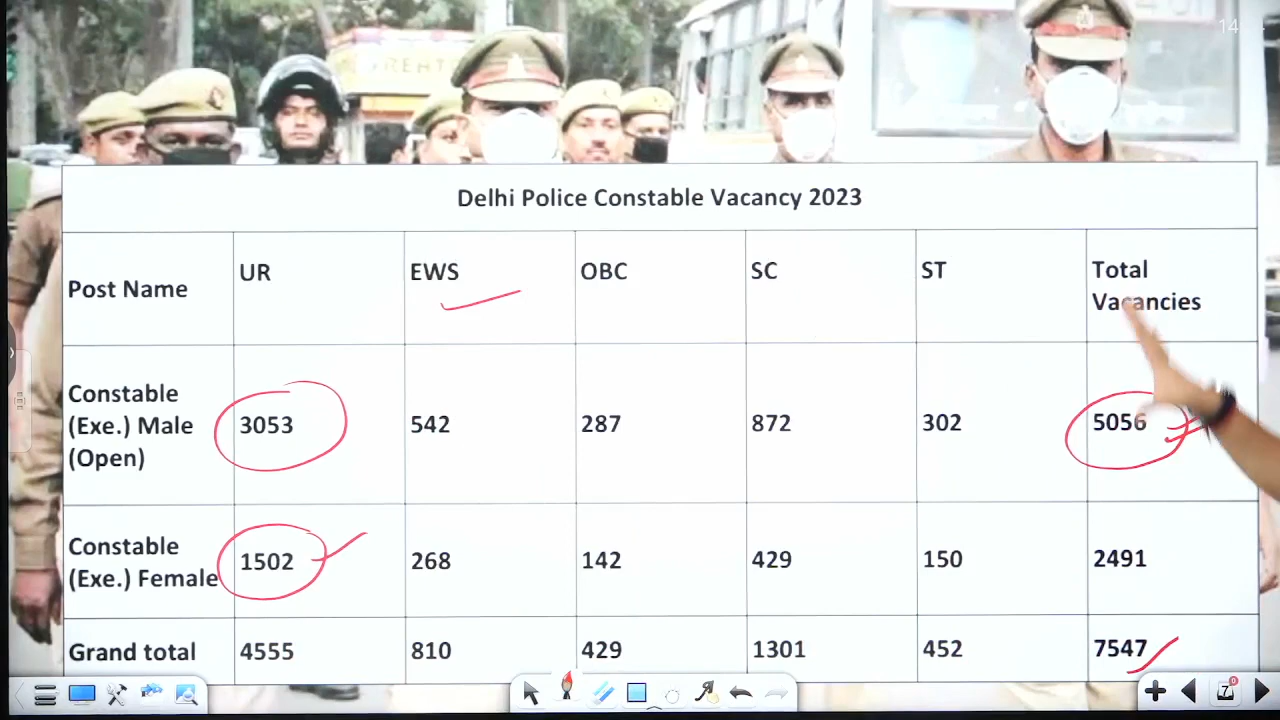 Delhi Police Constable Vacancy 2023
Post Name UR EWS OBC SC ST Total Vacancies
Constable (Exe.) Male (Open) 3053 542 287 872 302 5056
Constable (Exe.) Female 1502 268 142 429 150 2491
Grand total 4555 810 429 1301 452 7547